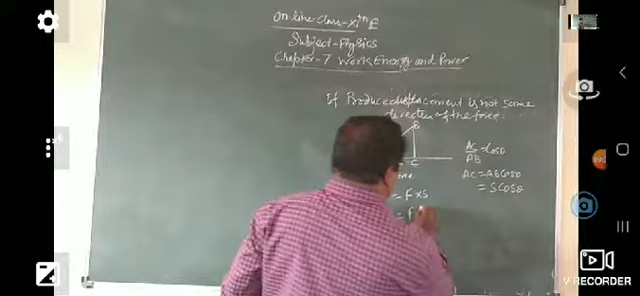 Online class - XIth E
Subject - Physics
Chapter - 7 Work, Energy and Power
If Produced displacement is not same
direction of the force.
B
AC/AB = cosθ
C
AC = AB cosθ
= S cosθ
= F × S
= F
V RECORDER